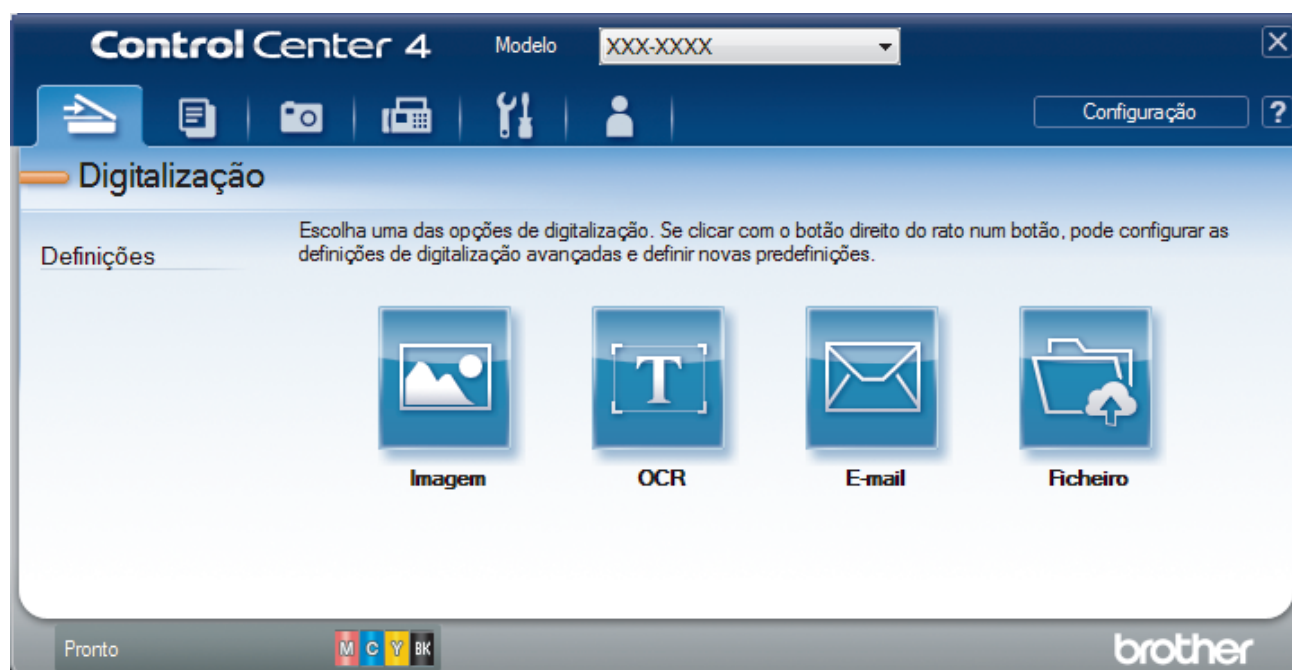 Control Center 4
Modelo
XXX-XXXX
Configuração
?
Digitalização
Definições
Escolha uma das opções de digitalização. Se clicar com o botão direito do rato num botão, pode configurar as
definições de digitalização avançadas e definir novas predefinições.
T
Imagem
OCR
E-mail
Ficheiro
Pronto
M C Y BK
brother